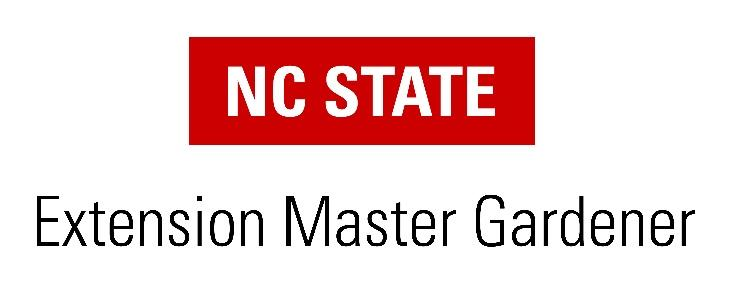 NC STATE
Extension Master Gardener